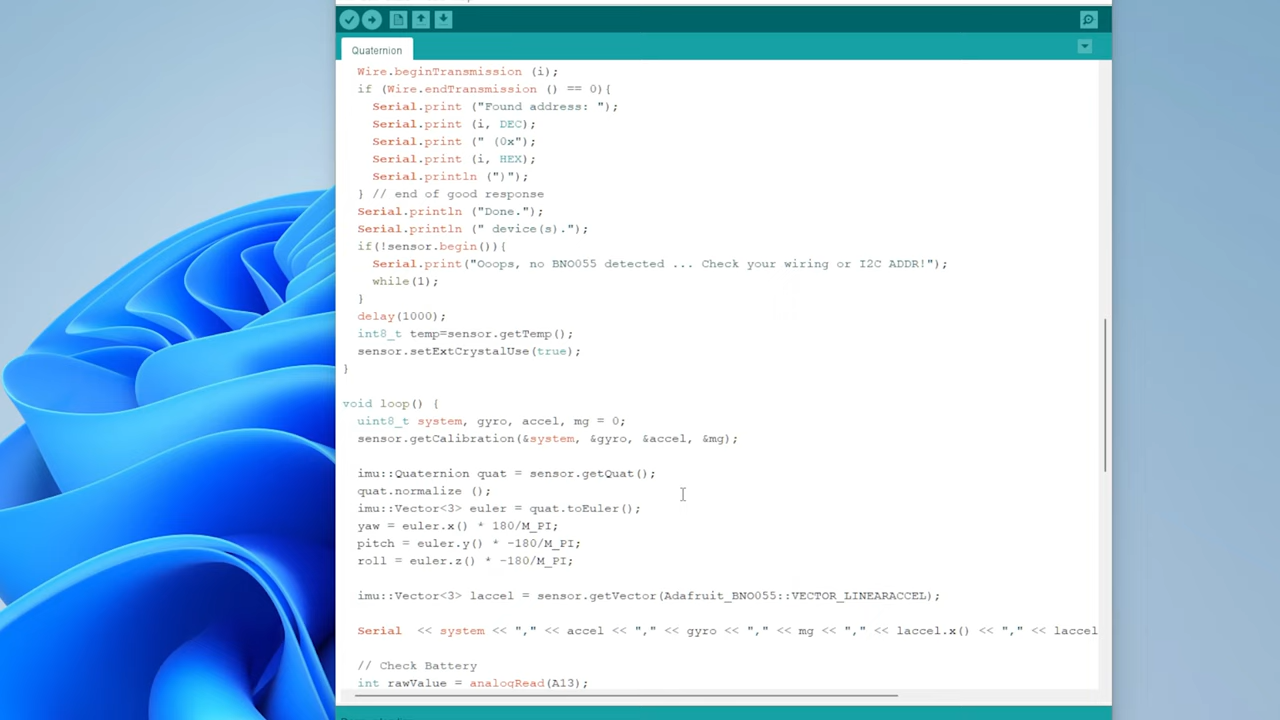 Quaternion
Wire.beginTransmission (i);
if (Wire.endTransmission () == 0){
Serial.print ("Found address: ");
Serial.print (i, DEC);
Serial.print (" (0x");
Serial.print (i, HEX);
Serial.println (")");
} // end of good response
Serial.println ("Done.");
Serial.println (" device(s).");
if(!sensor.begin()){
Serial.print("Ooops, no BNO055 detected ... Check your wiring or I2C ADDR!");
while(1);
}
delay(1000);
int8_t temp=sensor.getTemp();
sensor.setExtCrystalUse(true);
}
void loop() {
uint8_t system, gyro, accel, mg = 0;
sensor.getCalibration(&system, &gyro, &accel, &mg);
imu::Quaternion quat = sensor.getQuat();
quat.normalize ();
imu::Vector<3> euler = quat.toEuler();
yaw = euler.x() * 180/M_PI;
pitch = euler.y() * -180/M_PI;
roll = euler.z() * -180/M_PI;
imu::Vector<3> laccel = sensor.getVector(Adafruit_BNO055::VECTOR_LINEARACCEL);
Serial << system << "," << accel << "," << gyro << "," << mg << "," << laccel.x() << "," << laccel
// Check Battery
int rawValue = analogRead(A13);